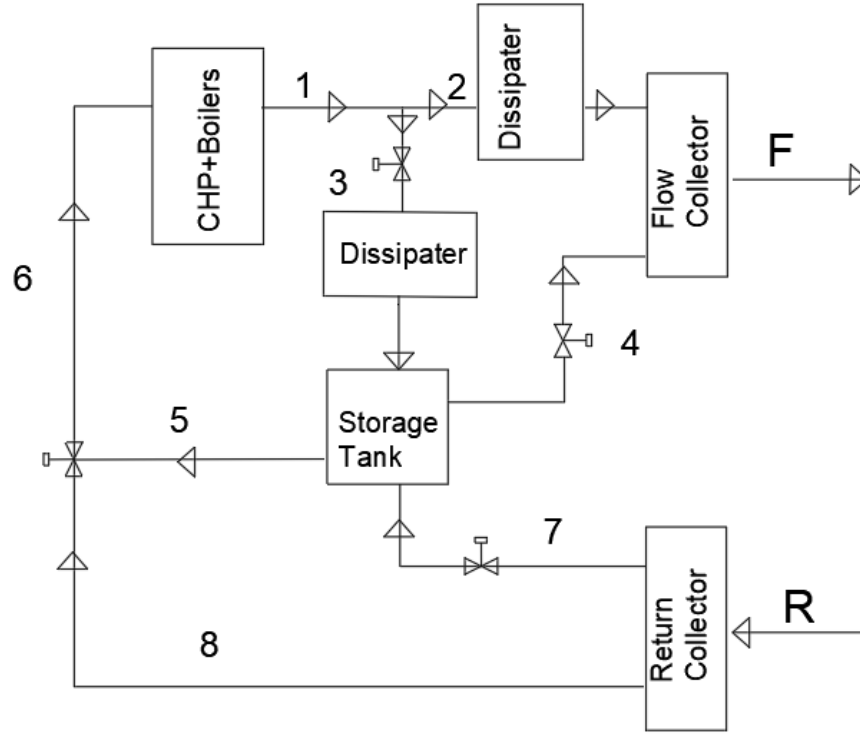 CHP+Boilers
1
2
Dissipater
Flow
Collector
F
3
Dissipater
4
6
5
Storage
Tank
7
Return
Collector
R
8